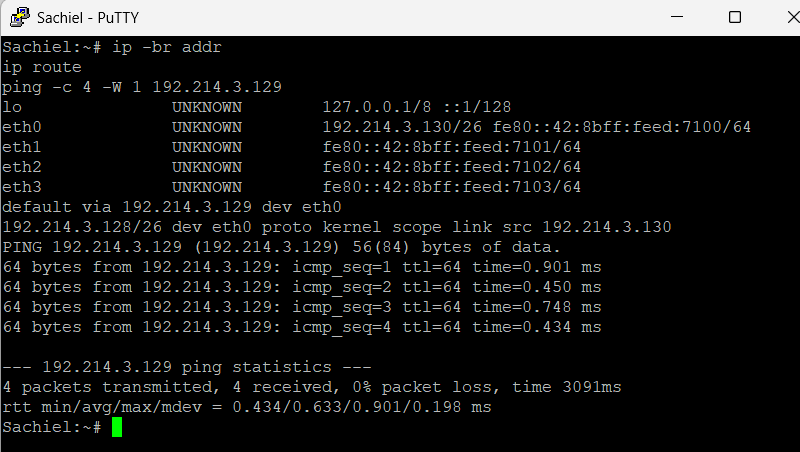 Sachiel - PuTTY
Sachiel:~# ip -br addr
ip route
ping -c 4 -W 1 192.214.3.129
lo UNKNOWN 127.0.0.1/8 ::1/128
eth0 UNKNOWN 192.214.3.130/26 fe80::42:8bff:feed:7100/64
eth1 UNKNOWN fe80::42:8bff:feed:7101/64
eth2 UNKNOWN fe80::42:8bff:feed:7102/64
eth3 UNKNOWN fe80::42:8bff:feed:7103/64
default via 192.214.3.129 dev eth0
192.214.3.128/26 dev eth0 proto kernel scope link src 192.214.3.130
PING 192.214.3.129 (192.214.3.129) 56(84) bytes of data.
64 bytes from 192.214.3.129: icmp_seq=1 ttl=64 time=0.901 ms
64 bytes from 192.214.3.129: icmp_seq=2 ttl=64 time=0.450 ms
64 bytes from 192.214.3.129: icmp_seq=3 ttl=64 time=0.748 ms
64 bytes from 192.214.3.129: icmp_seq=4 ttl=64 time=0.434 ms
--- 192.214.3.129 ping statistics ---
4 packets transmitted, 4 received, 0% packet loss, time 3091ms
rtt min/avg/max/mdev = 0.434/0.633/0.901/0.198 ms
Sachiel:~#